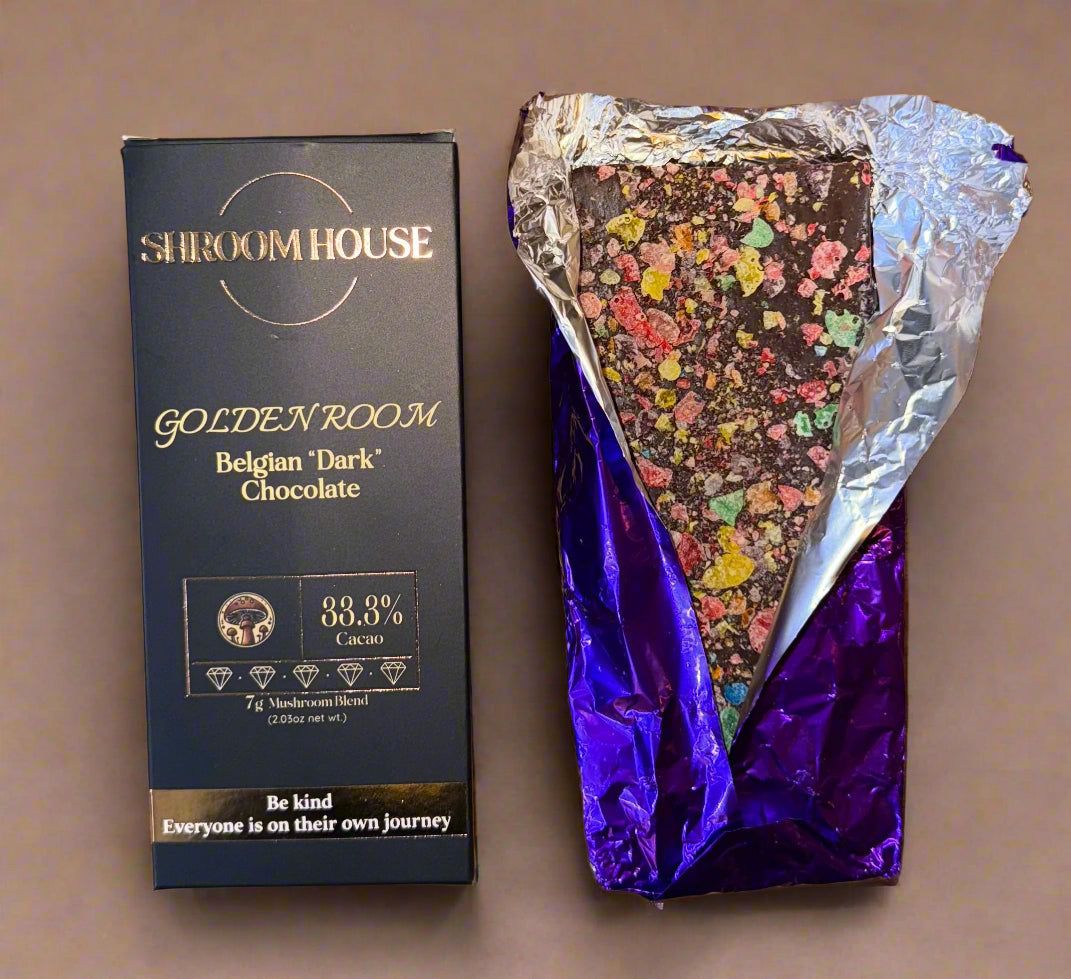 SHROOM HOUSE
GOLDEN ROOM
Belgian “Dark”
Chocolate
33.3%
Cacao
7g Mushroom Blend
(2.03oz net wt.)
Be kind
Everyone is on their own journey